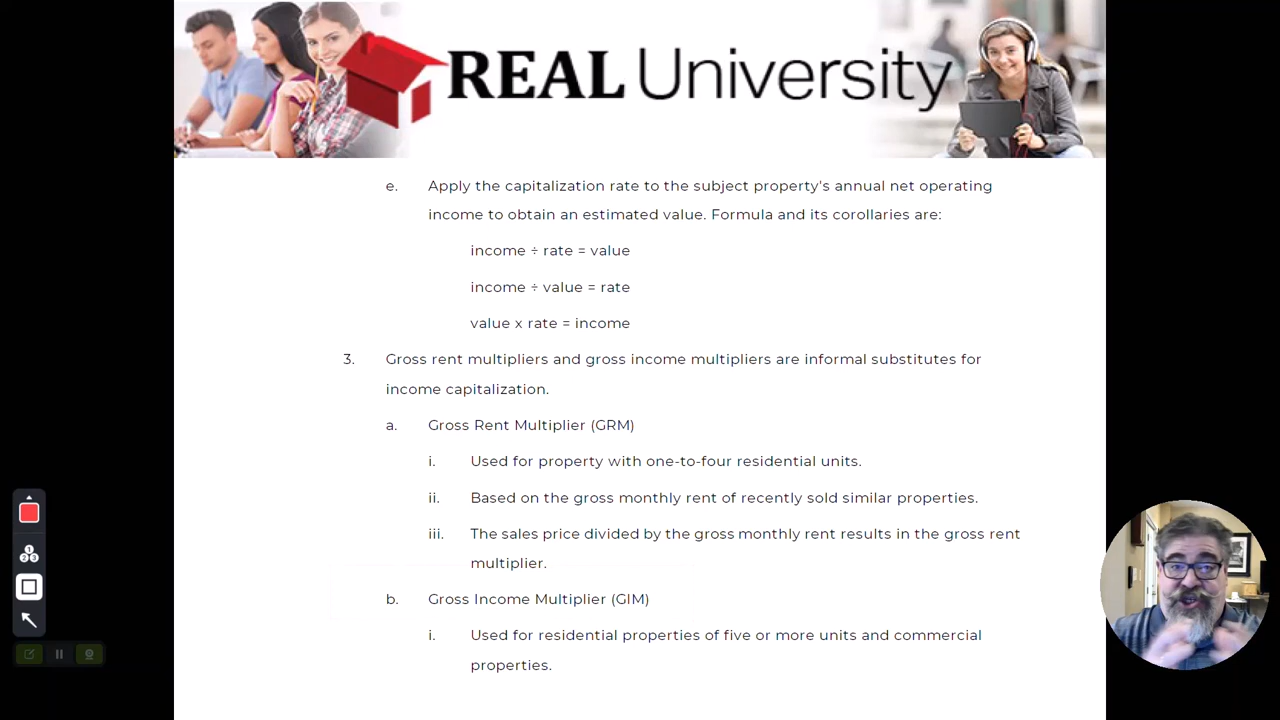 REAL University
e. Apply the capitalization rate to the subject property's annual net operating
income to obtain an estimated value. Formula and its corollaries are:
income ÷ rate = value
income ÷ value = rate
value x rate = income
3. Gross rent multipliers and gross income multipliers are informal substitutes for
income capitalization.
a. Gross Rent Multiplier (GRM)
i. Used for property with one-to-four residential units.
ii. Based on the gross monthly rent of recently sold similar properties.
iii. The sales price divided by the gross monthly rent results in the gross rent
multiplier.
b. Gross Income Multiplier (GIM)
i. Used for residential properties of five or more units and commercial
properties.